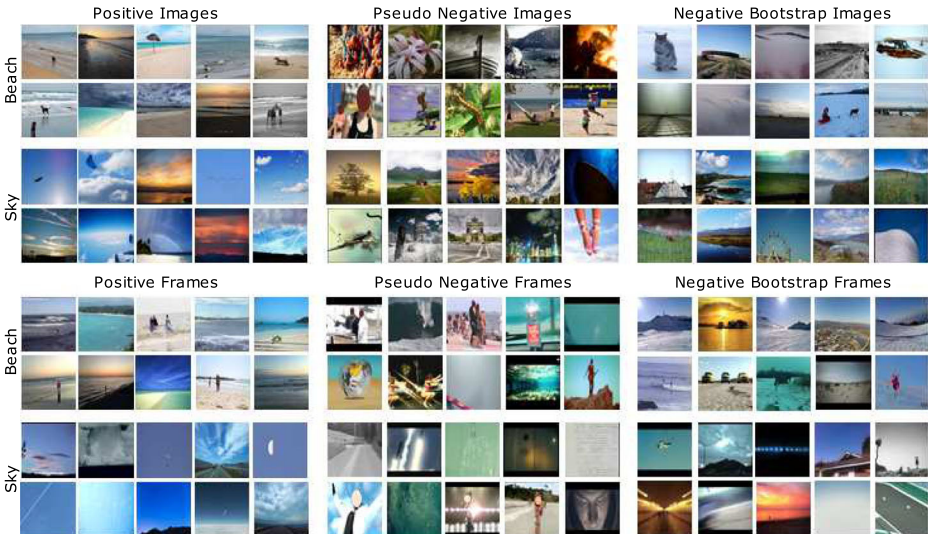 Positive Images Pseudo Negative Images Negative Bootstrap Images
Beach
Sky
Positive Frames Pseudo Negative Frames Negative Bootstrap Frames
Beach
Sky